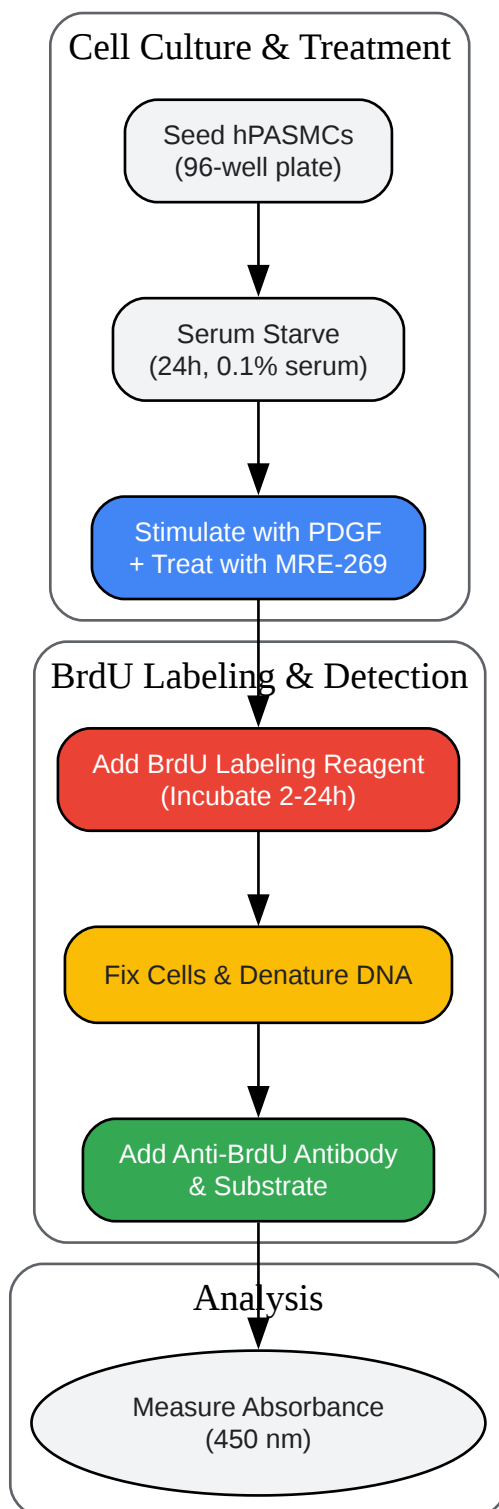 Cell Culture & Treatment
Seed hPASMCs
(96-well plate)
Serum Starve
(24h, 0.1% serum)
Stimulate with PDGF
+ Treat with MRE-269
BrdU Labeling & Detection
Add BrdU Labeling Reagent
(Incubate 2-24h)
Fix Cells & Denature DNA
Add Anti-BrdU Antibody
& Substrate
Analysis
Measure Absorbance
(450 nm)